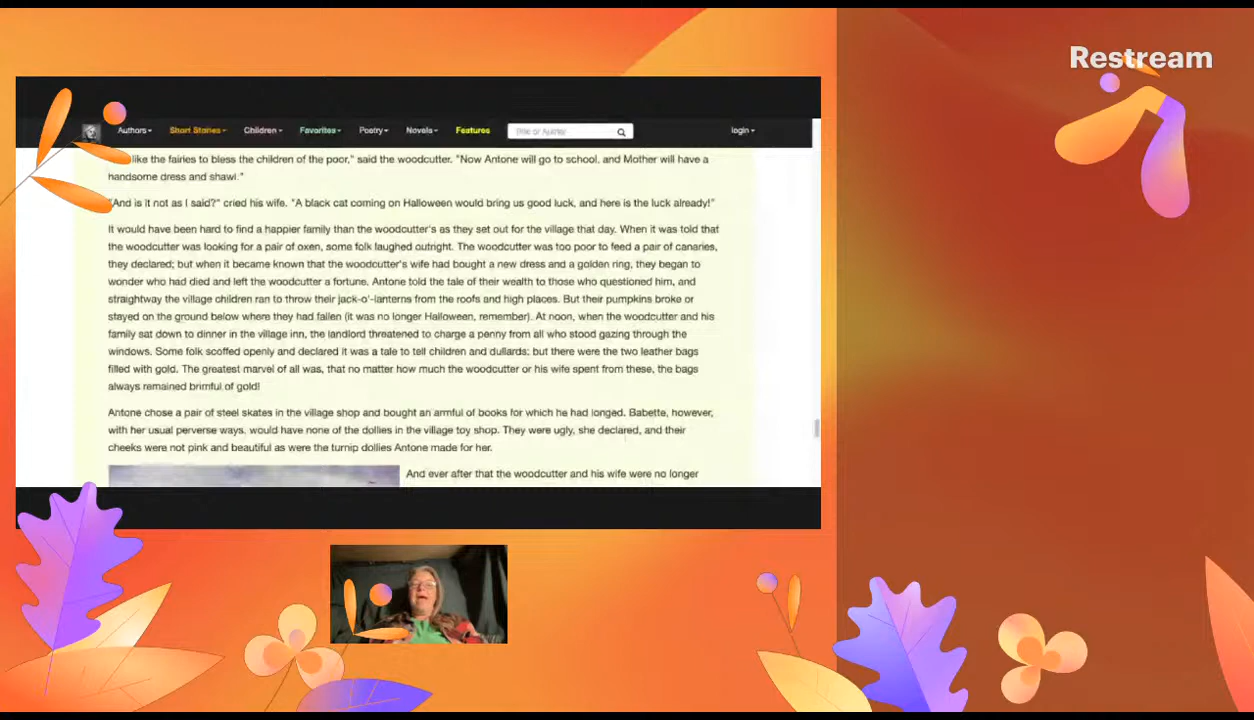 Restream
Authors Short Stories Children Favorites Poetry Novels Features Title or Author login
like the fairies to bless the children of the poor," said the woodcutter. "Now Antone will go to school, and Mother will have a
handsome dress and shawl."
"And is it not as I said?" cried his wife. "A black cat coming on Halloween would bring us good luck, and here is the luck already!"
It would have been hard to find a happier family than the woodcutter's as they set out for the village that day. When it was told that
the woodcutter was looking for a pair of oxen, some folk laughed outright. The woodcutter was too poor to feed a pair of canaries,
they declared; but when it became known that the woodcutter's wife had bought a new dress and a golden ring, they began to
wonder who had died and left the woodcutter a fortune. Antone told the tale of their wealth to those who questioned him, and
straightway the village children ran to throw their jack-o'-lanterns from the roofs and high places. But their pumpkins broke or
stayed on the ground below where they had fallen (it was no longer Halloween, remember). At noon, when the woodcutter and his
family sat down to dinner in the village inn, the landlord threatened to charge a penny from all who stood gazing through the
windows. Some folk scoffed openly and declared it was a tale to tell children and dullards; but there were the two leather bags
filled with gold. The greatest marvel of all was, that no matter how much the woodcutter or his wife spent from these, the bags
always remained brimful of gold!
Antone chose a pair of steel skates in the village shop and bought an armful of books for which he had longed. Babette, however,
with her usual perverse ways, would have none of the dollies in the village toy shop. They were ugly, she declared, and their
cheeks were not pink and beautiful as were the turnip dollies Antone made for her.
And ever after that the woodcutter and his wife were no longer